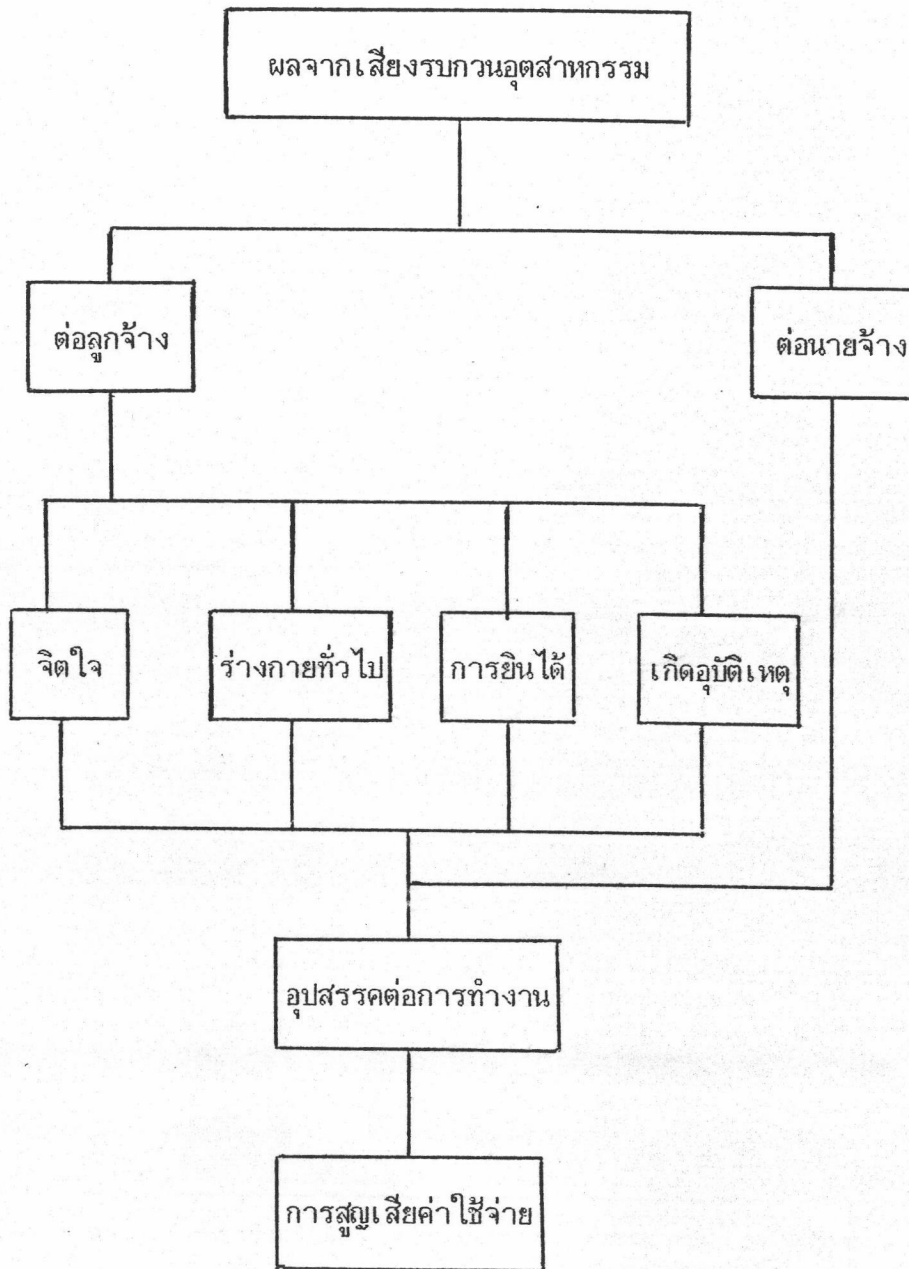 ผลจากเสียงรบกวนอุตสาหกรรม
ต่อลูกจ้าง
ต่อนายจ้าง
จิตใจ
ร่างกายทั่วไป
การยินได้
เกิดอุบัติเหตุ
อุปสรรคต่อการทำงาน
การสูญเสียค่าใช้จ่าย